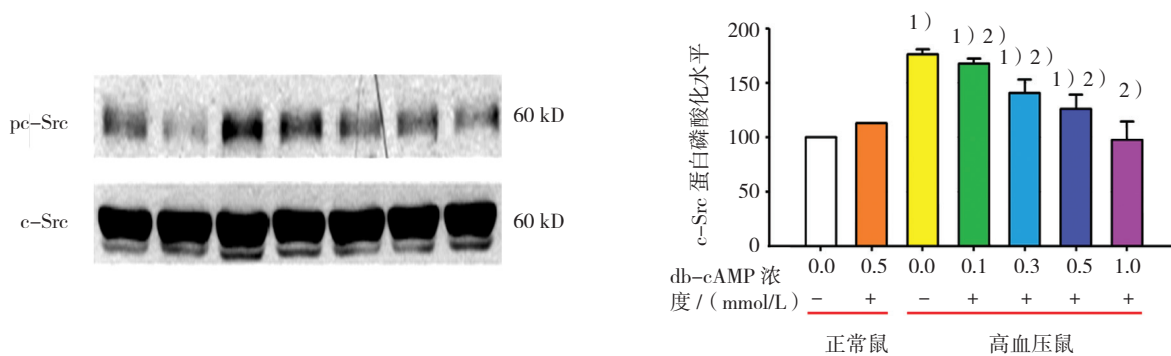 pc-Src
60 kD
c-Src
60 kD
c-Src 蛋白磷酸化水平
200
150
100
50
0
1)
1)2)
1)2)
1)2)
2)
db-cAMP 浓 0.0 0.5 0.0 0.1 0.3 0.5 1.0
度 /（mmol/L） − + − + + + +
正常鼠 高血压鼠